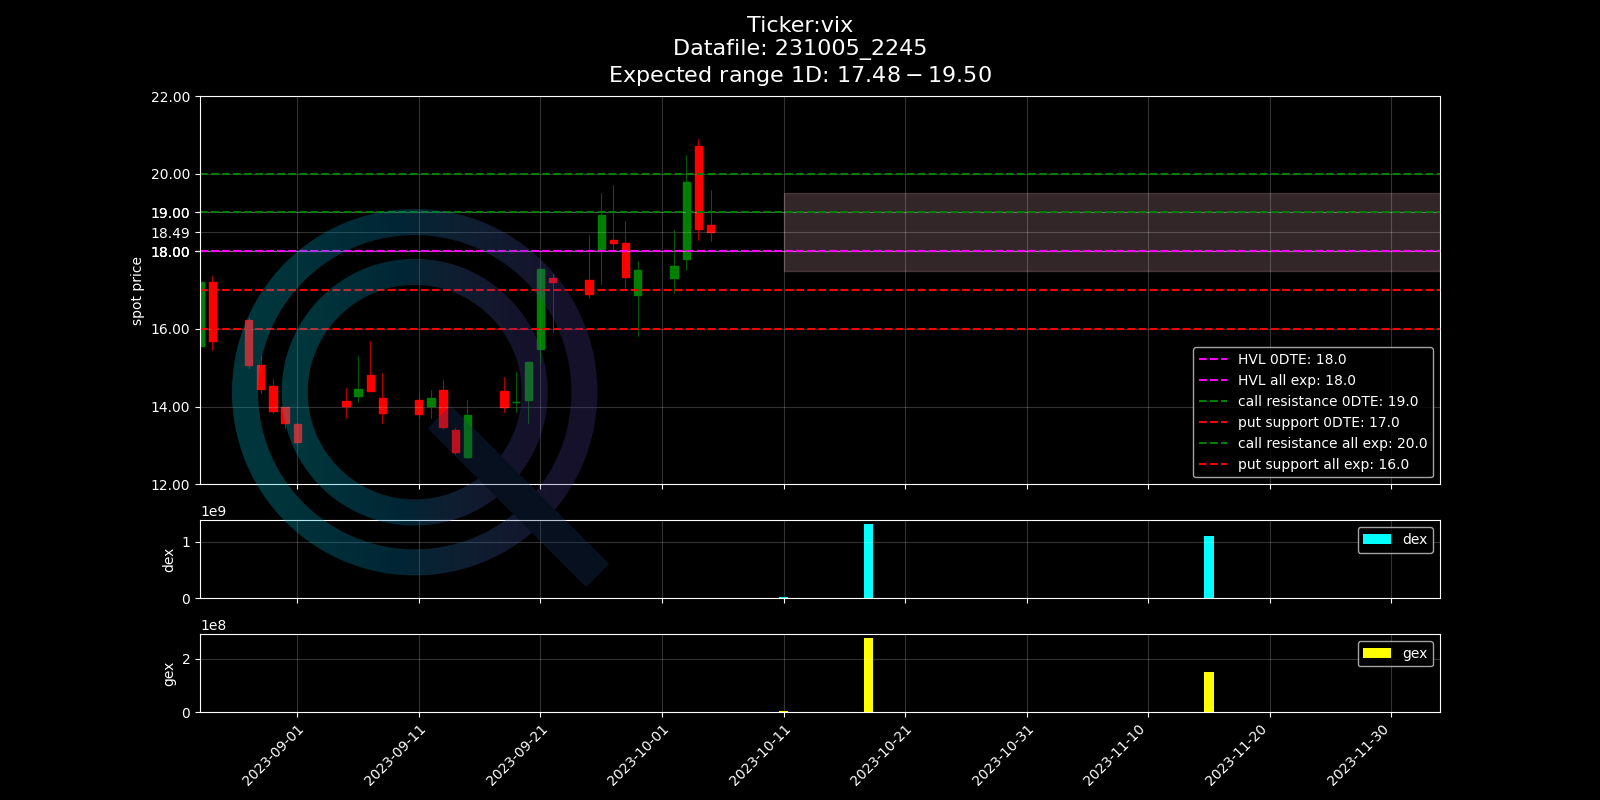 Ticker:vix
Datafile: 231005_2245
Expected range 1D: 17.48 − 19.50
22.00
20.00
19.00
18.49
18.00
16.00
14.00
12.00
spot price
HVL 0DTE: 18.0
HVL all exp: 18.0
call resistance 0DTE: 19.0
put support 0DTE: 17.0
call resistance all exp: 20.0
put support all exp: 16.0
1e9
1
0
dex
dex
1e8
2
0
gex
gex
2023-09-01
2023-09-11
2023-09-21
2023-10-01
2023-10-11
2023-10-21
2023-10-31
2023-11-10
2023-11-20
2023-11-30